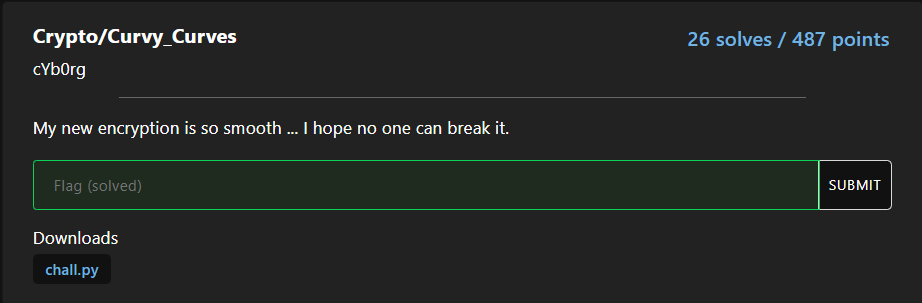 Crypto/Curvy_Curves
26 solves / 487 points
cYb0rg
My new encryption is so smooth ... I hope no one can break it.
Flag (solved)
SUBMIT
Downloads
chall.py